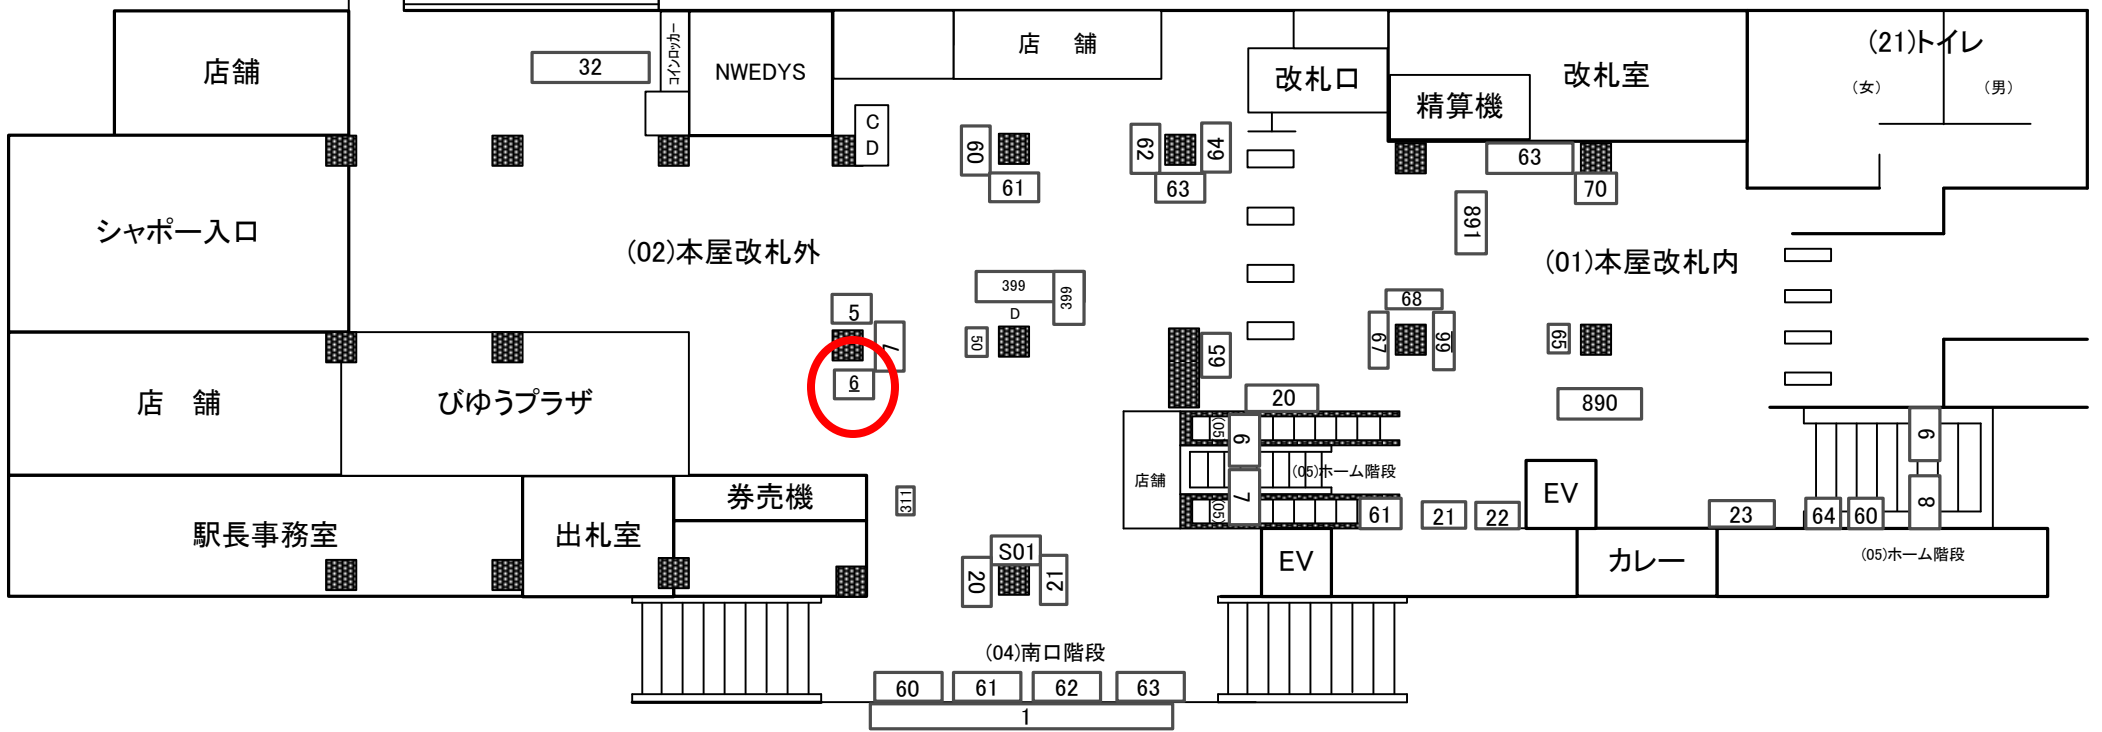 店舗
32
コインロッカー
NWEDYS
店 舗
改札口
精算機
改札室
(21)トイレ
(女)
(男)
C
D
60
61
62
64
63
63
70
891
シャポー入口
(02)本屋改札外
(01)本屋改札内
399
399
D
50
5
7
6
65
68
67
99
65
890
店 舗
びゆうプラザ
20
(05)
6
(05)ホーム階段
7
(05)
店舗
61
21
22
EV
23
64
60
9
8
駅長事務室
出札室
券売機
311
S01
20
21
EV
カレー
(05)ホーム階段
(04)南口階段
60
61
62
63
1